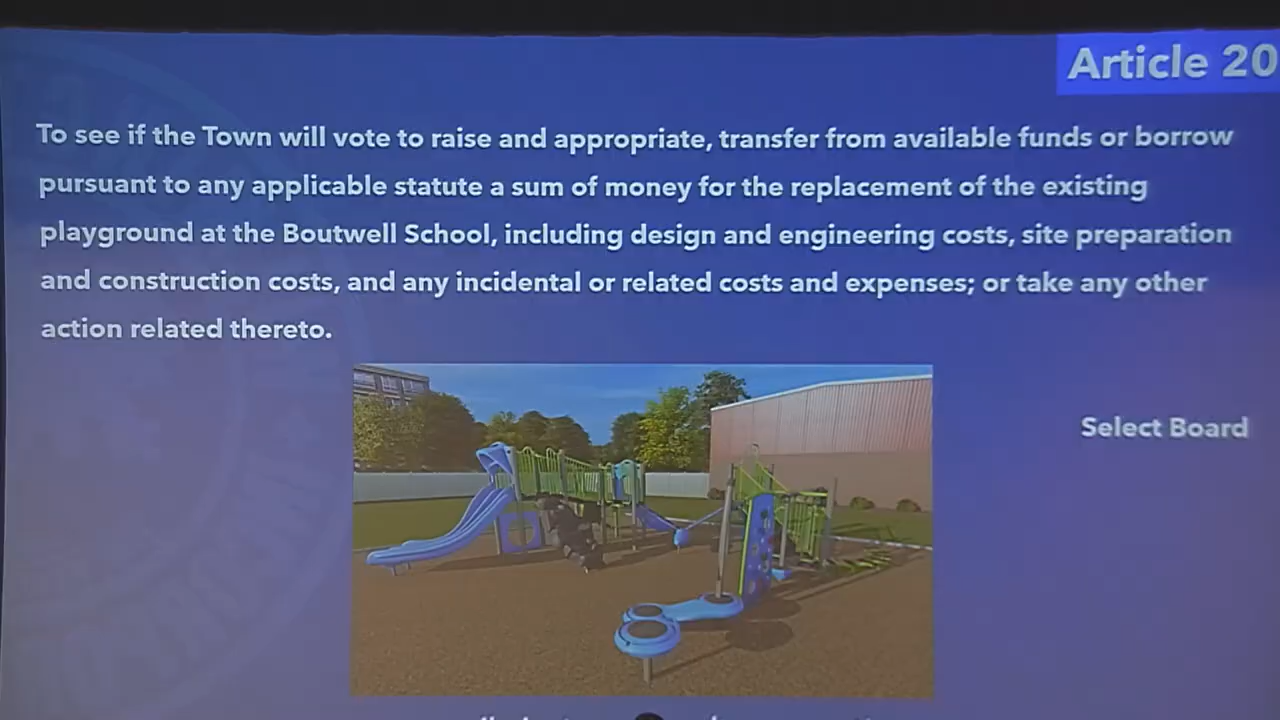 Article 20
To see if the Town will vote to raise and appropriate, transfer from available funds or borrow
pursuant to any applicable statute a sum of money for the replacement of the existing
playground at the Boutwell School, including design and engineering costs, site preparation
and construction costs, and any incidental or related costs and expenses; or take any other
action related thereto.
Select Board